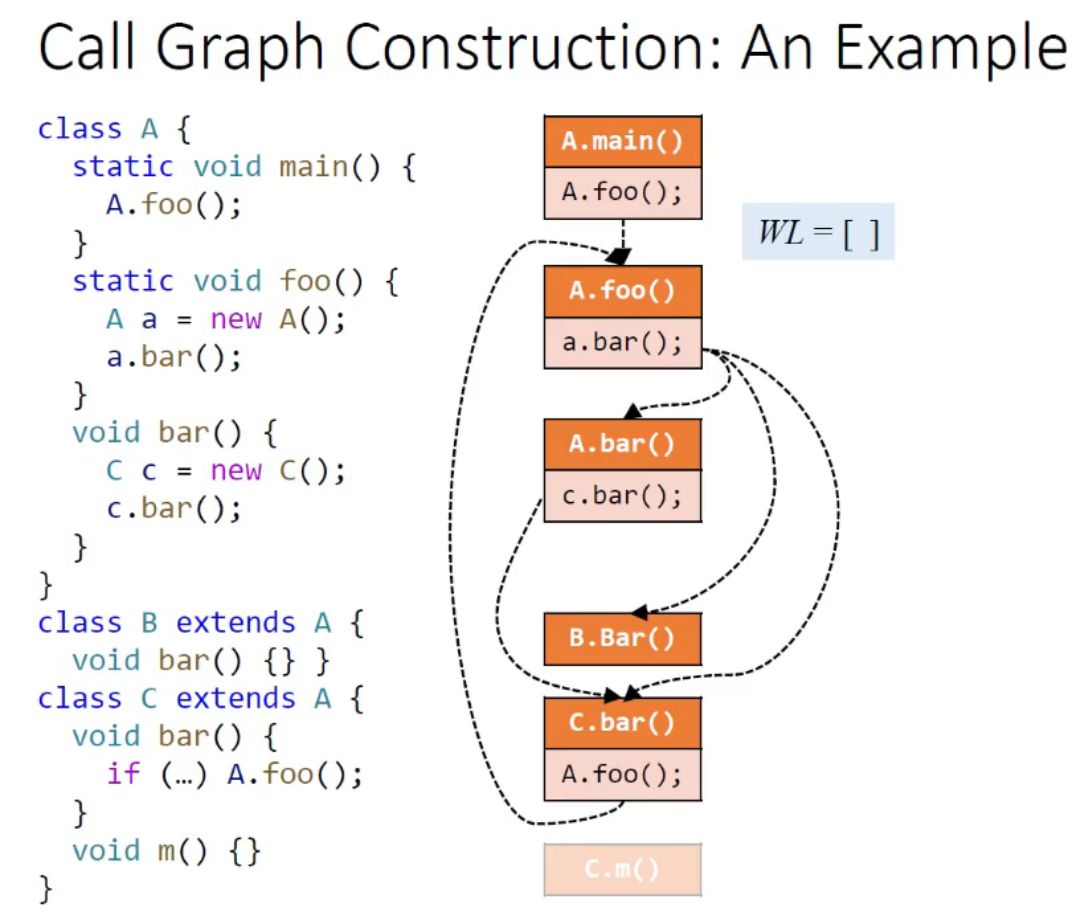 Call Graph Construction: An Example
class A {
static void main() {
A.foo();
}
static void foo() {
A a = new A();
a.bar();
}
void bar() {
C c = new C();
c.bar();
}
}
class B extends A {
void bar() {} }
class C extends A {
void bar() {
if (…) A.foo();
}
void m() {}
}
A.main()
A.foo();
WL = [ ]
A.foo()
a.bar();
A.bar()
c.bar();
B.Bar()
C.bar()
A.foo();
C.m()